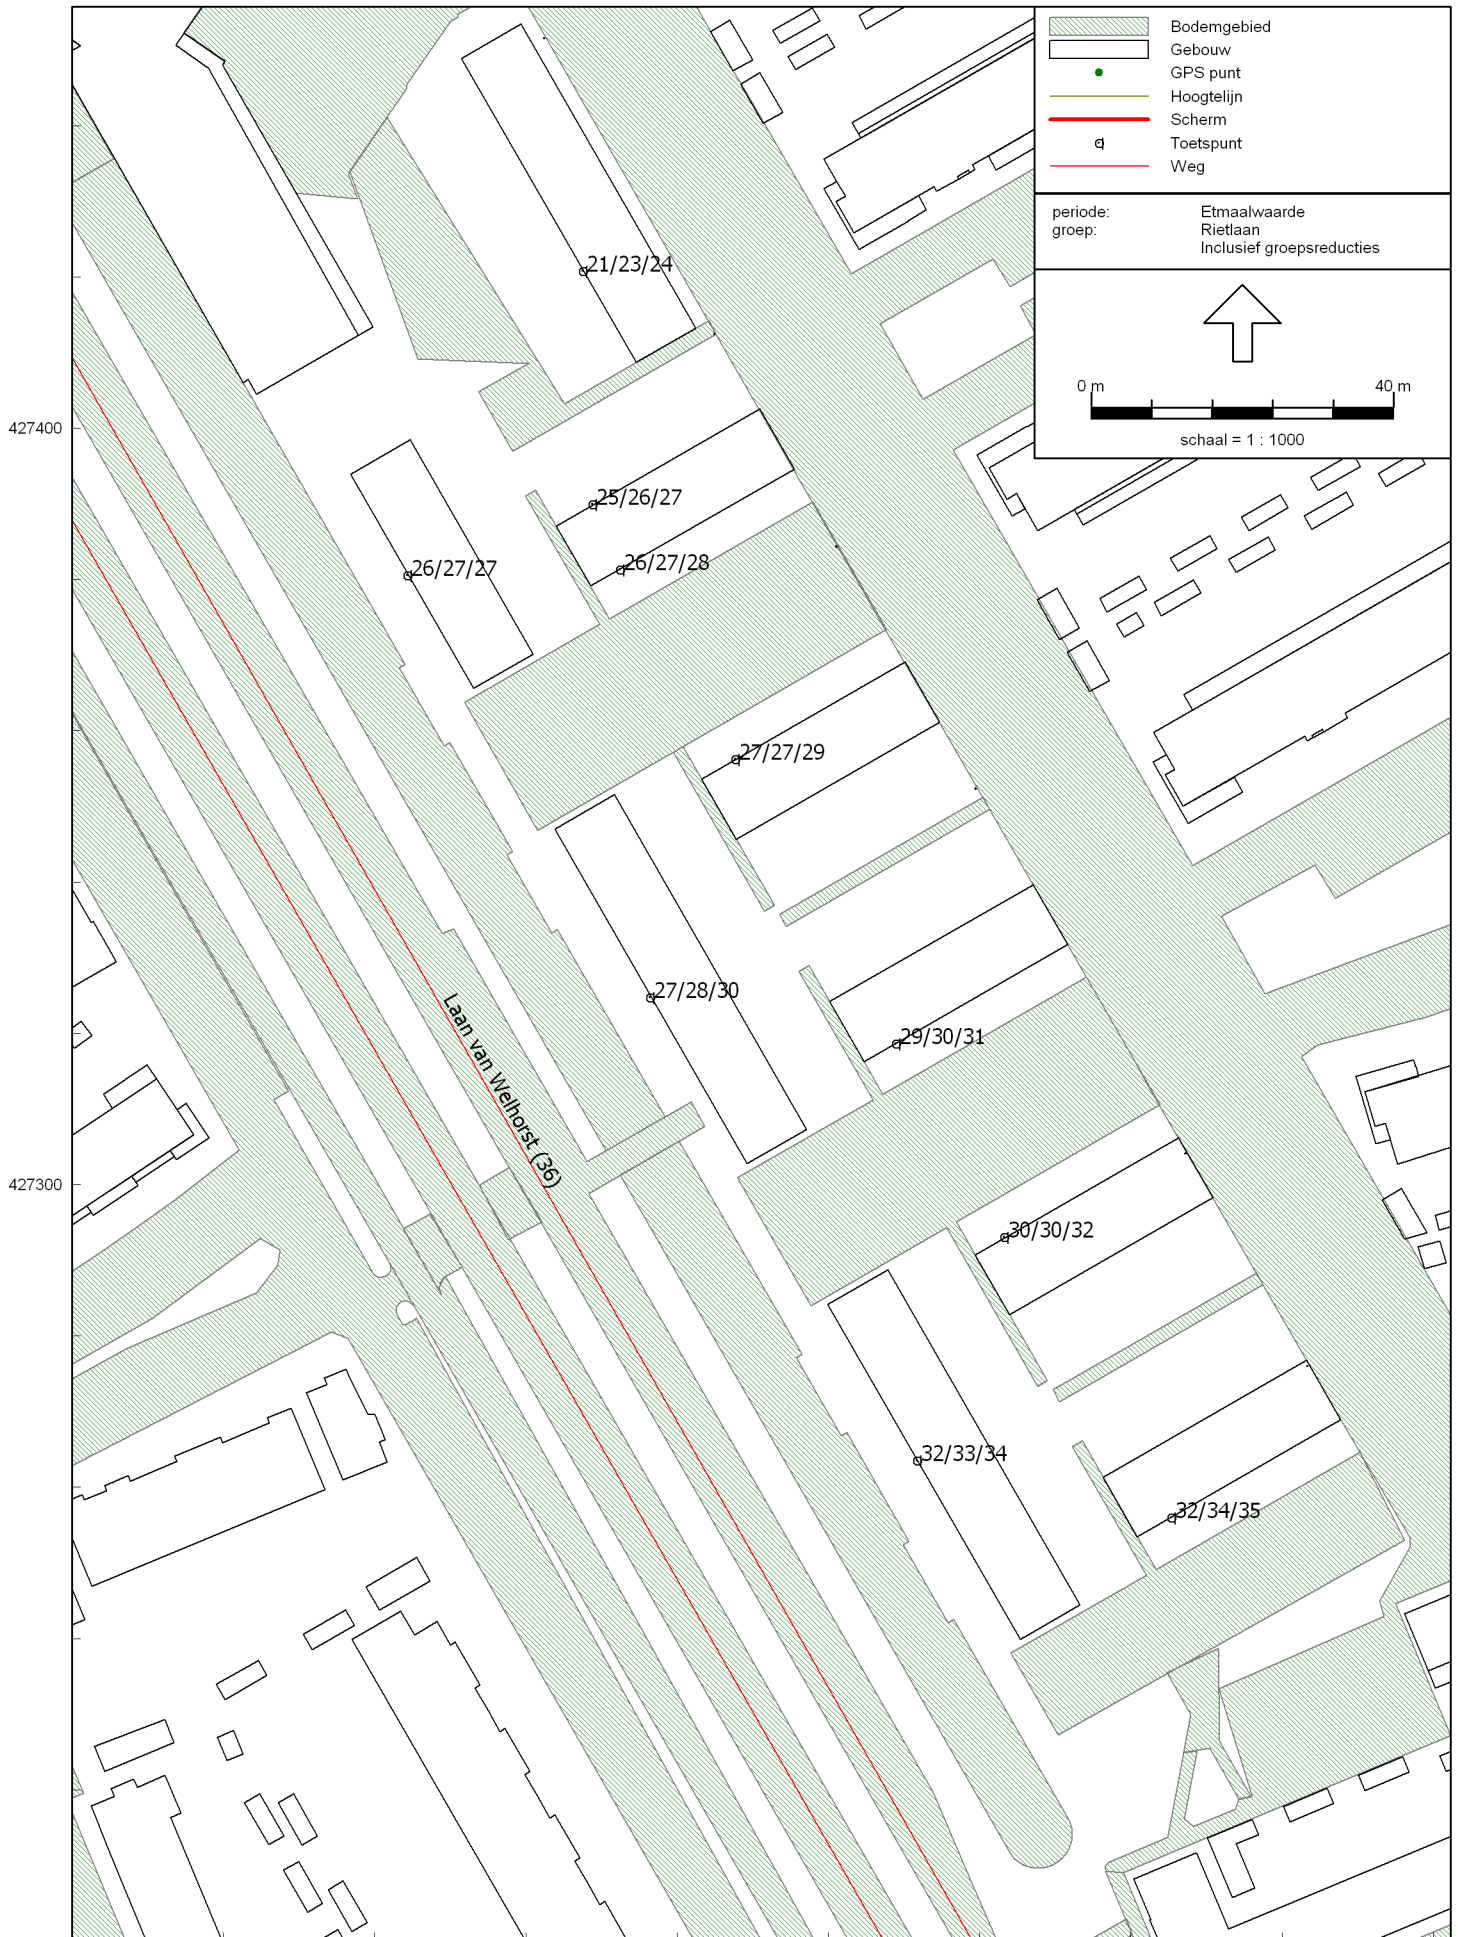 Bodemgebied
Gebouw
GPS punt
Hoogtelijn
Scherm
Toetspunt
Weg
periode: Etmaalwaarde
groep: Rietlaan
Inclusief groepsreducties
0 m 40 m
schaal = 1 : 1000
21/23/24
427400
25/26/27
26/27/27
26/27/28
27/27/29
27/28/30
29/30/31
Laan van Welhorst (36)
427300
30/30/32
32/33/34
32/34/35